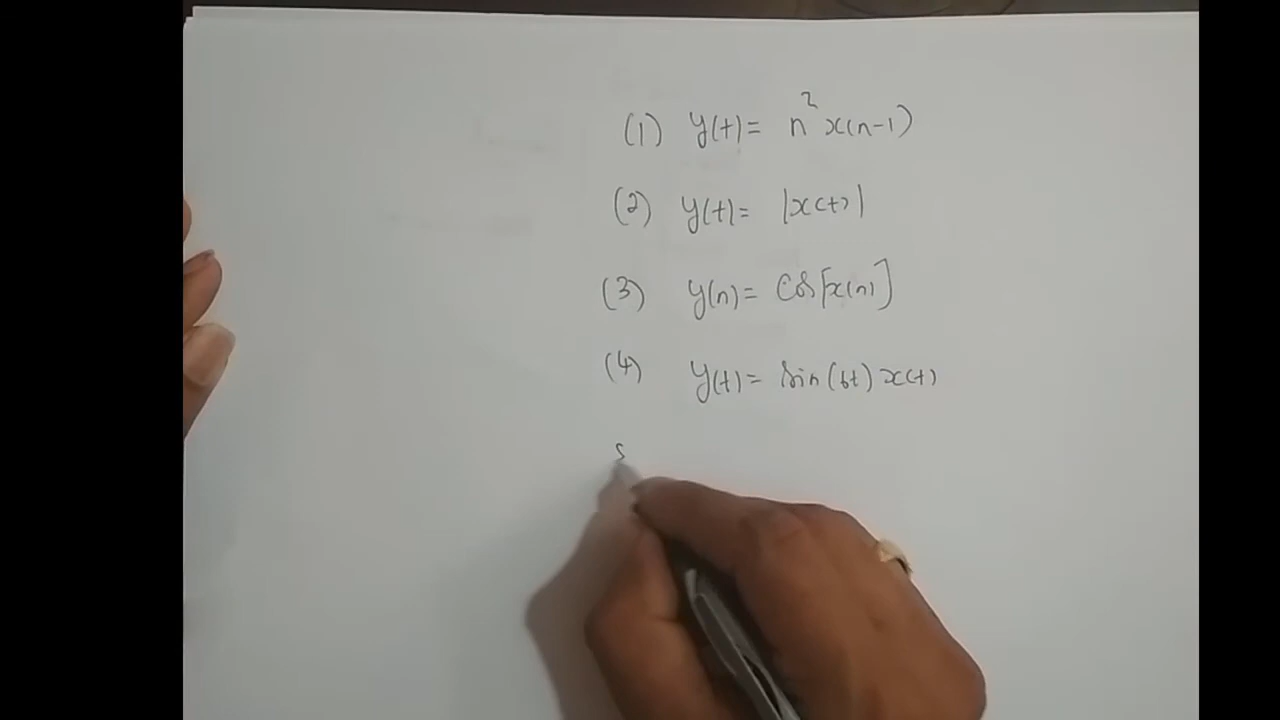 (1) y(t) = n² x(n-1)
(2) y(t) = |x(t)|
(3) y(n) = Cos[x(n)]
(4) y(t) = Sin(6t) x(t)
S